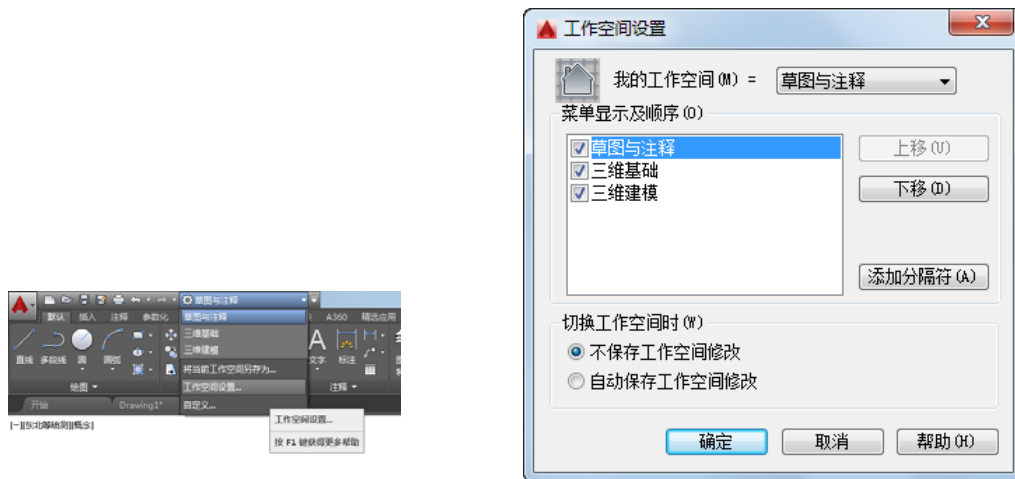 草图与注释
默认 插入 注释 参数化 草图与注释 A360 精选应用
三维基础
三维建模
直线 多段线 圆 圆弧 文字 标注
将当前工作空间另存为...
绘图 工作空间设置... 注释
开始 Drawing1* 自定义...
工作空间设置...
[-][东北等轴测][概念]
按 F1 键获得更多帮助
工作空间设置
我的工作空间(M) = 草图与注释
菜单显示及顺序(O)
草图与注释
三维基础
三维建模
上移(U)
下移(D)
添加分隔符(A)
切换工作空间时(W)
不保存工作空间修改
自动保存工作空间修改
确定 取消 帮助(H)